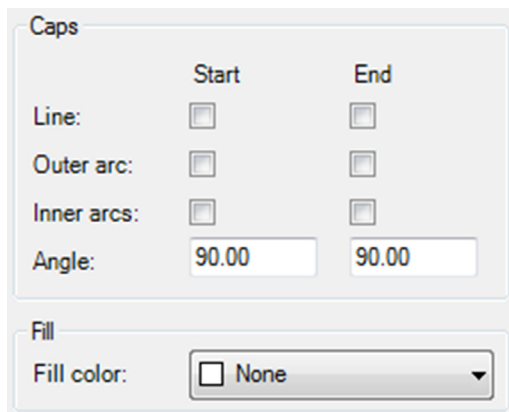 Caps
Start End
Line:
Outer arc:
Inner arcs:
Angle: 90.00 90.00
Fill
Fill color: None